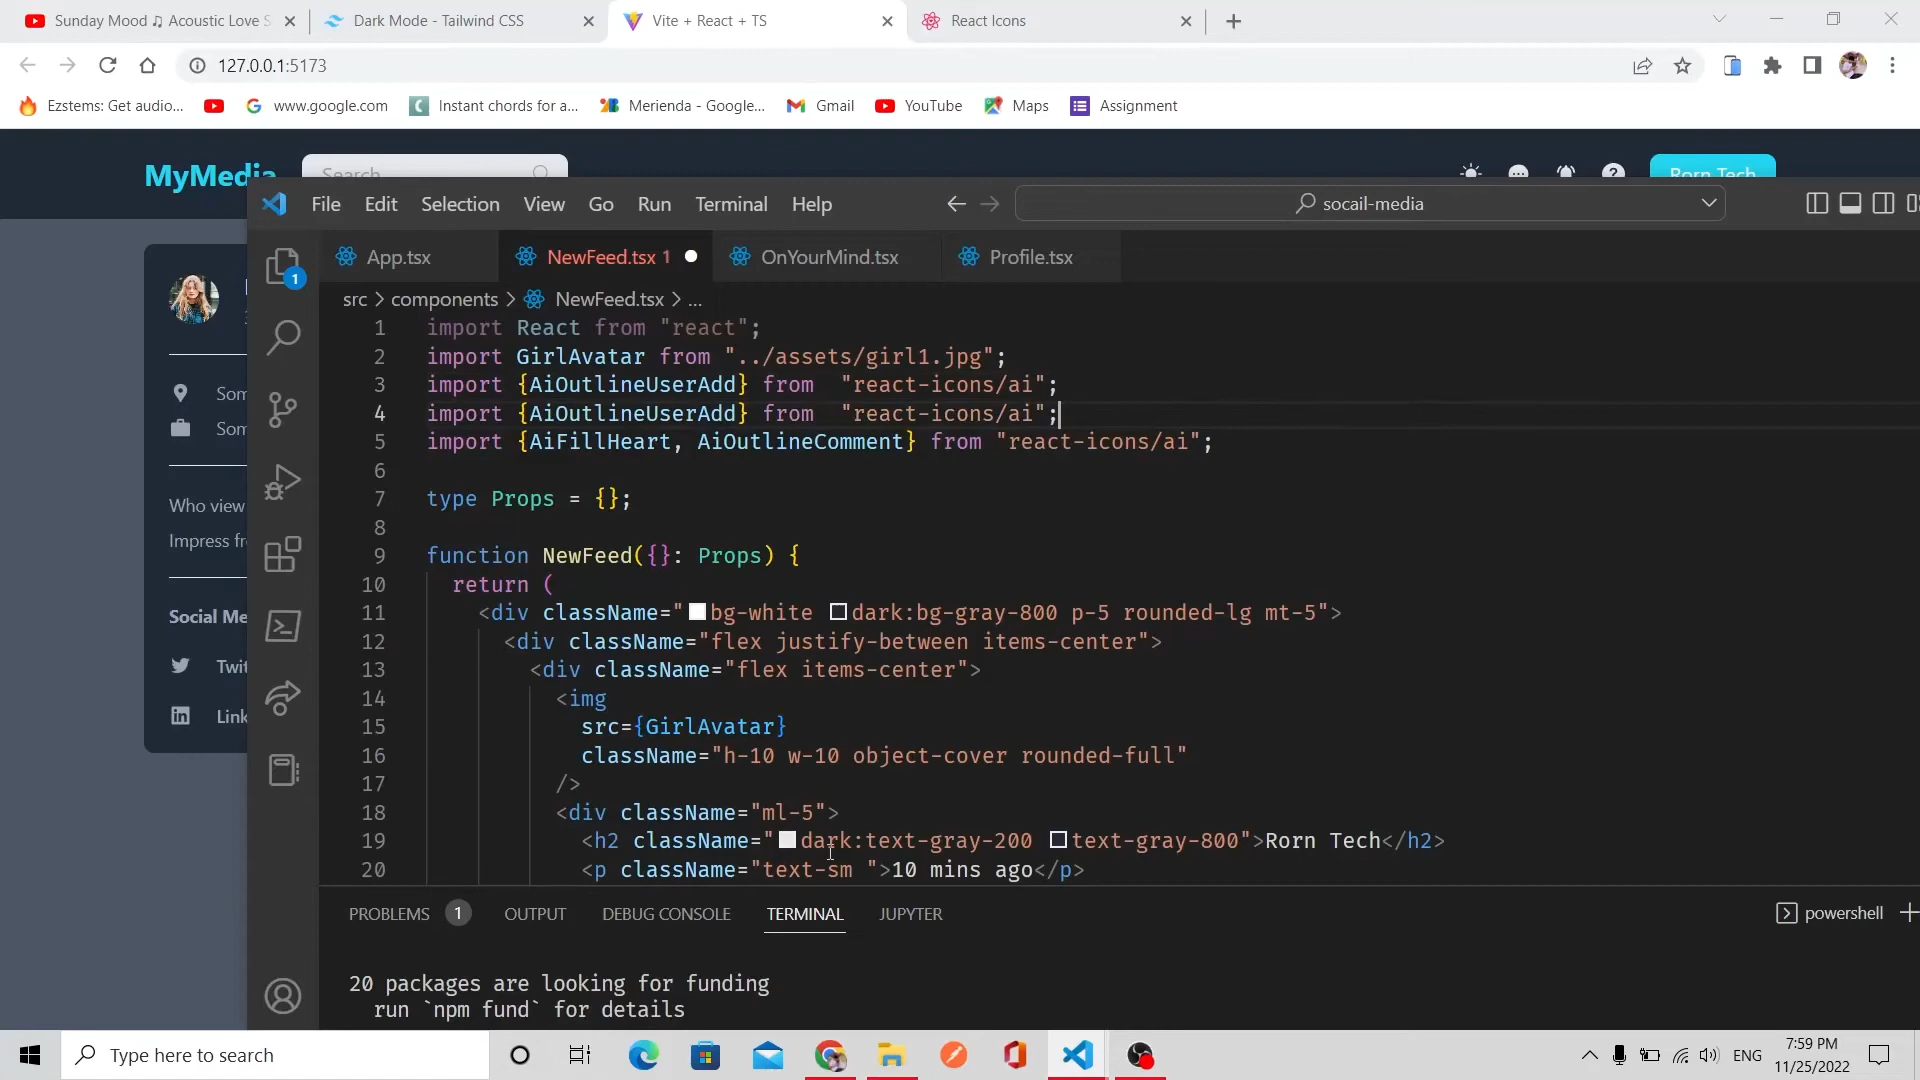 Sunday Mood ♫ Acoustic Love S
Dark Mode - Tailwind CSS
Vite + React + TS
React Icons
127.0.0.1:5173
Ezstems: Get audio...
www.google.com
Instant chords for a...
Merienda - Google...
Gmail
YouTube
Maps
Assignment
MyMedia
Search
Rorn Tech
File Edit Selection View Go Run Terminal Help
socail-media
1
App.tsx
NewFeed.tsx 1
OnYourMind.tsx
Profile.tsx
src > components > NewFeed.tsx > ...
1 import React from "react";
2 import GirlAvatar from "../assets/girl1.jpg";
3 import {AiOutlineUserAdd} from  "react-icons/ai";
4 import {AiOutlineUserAdd} from  "react-icons/ai";
5 import {AiFillHeart, AiOutlineComment} from "react-icons/ai";
6
7 type Props = {};
8
9 function NewFeed({}: Props) {
10 return (
11 <div className="bg-white dark:bg-gray-800 p-5 rounded-lg mt-5">
12 <div className="flex justify-between items-center">
13 <div className="flex items-center">
14 <img
15 src={GirlAvatar}
16 className="h-10 w-10 object-cover rounded-full"
17 />
18 <div className="ml-5">
19 <h2 className="dark:text-gray-200 text-gray-800">Rorn Tech</h2>
20 <p className="text-sm ">10 mins ago</p>
Som
Som
Who view
Impress fr
Social Me
Twit
Link
PROBLEMS 1 OUTPUT DEBUG CONSOLE TERMINAL JUPYTER
powershell
20 packages are looking for funding
run `npm fund` for details
Type here to search
ENG
7:59 PM
11/25/2022